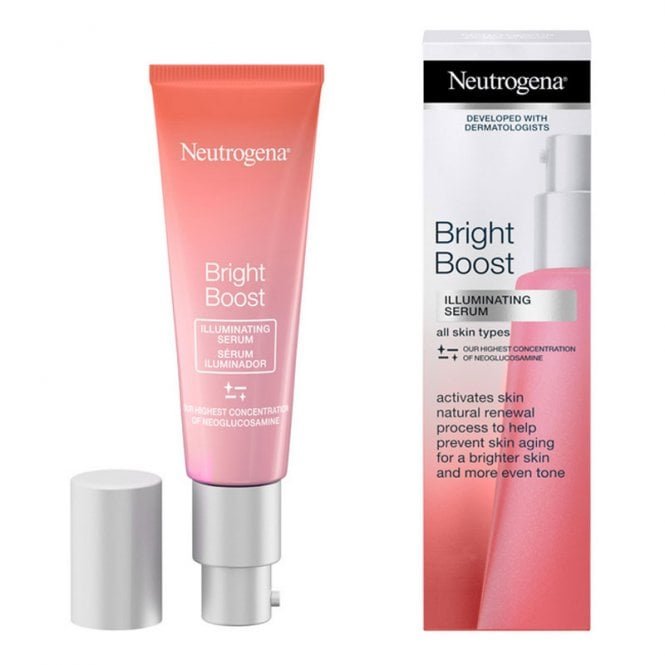 Neutrogena®
Bright
Boost
ILLUMINATING
SERUM
SÉRUM
ILUMINADOR
OUR HIGHEST CONCENTRATION
OF NEOGLUCOSAMINE
Neutrogena®
DEVELOPED WITH
DERMATOLOGISTS
Bright
Boost
ILLUMINATING
SERUM
all skin types
OUR HIGHEST CONCENTRATION
OF NEOGLUCOSAMINE
activates skin
natural renewal
process to help
prevent skin aging
for a brighter skin
and more even tone